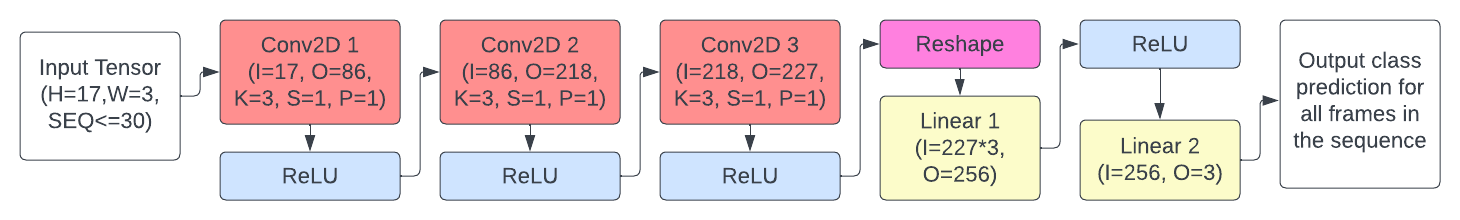 Input Tensor
(H=17,W=3,
SEQ<=30)
Conv2D 1
(I=17, O=86,
K=3, S=1, P=1)
ReLU
Conv2D 2
(I=86, O=218,
K=3, S=1, P=1)
ReLU
Conv2D 3
(I=218, O=227,
K=3, S=1, P=1)
ReLU
Reshape
Linear 1
(I=227*3,
O=256)
ReLU
Linear 2
(I=256, O=3)
Output class
prediction for
all frames in
the sequence